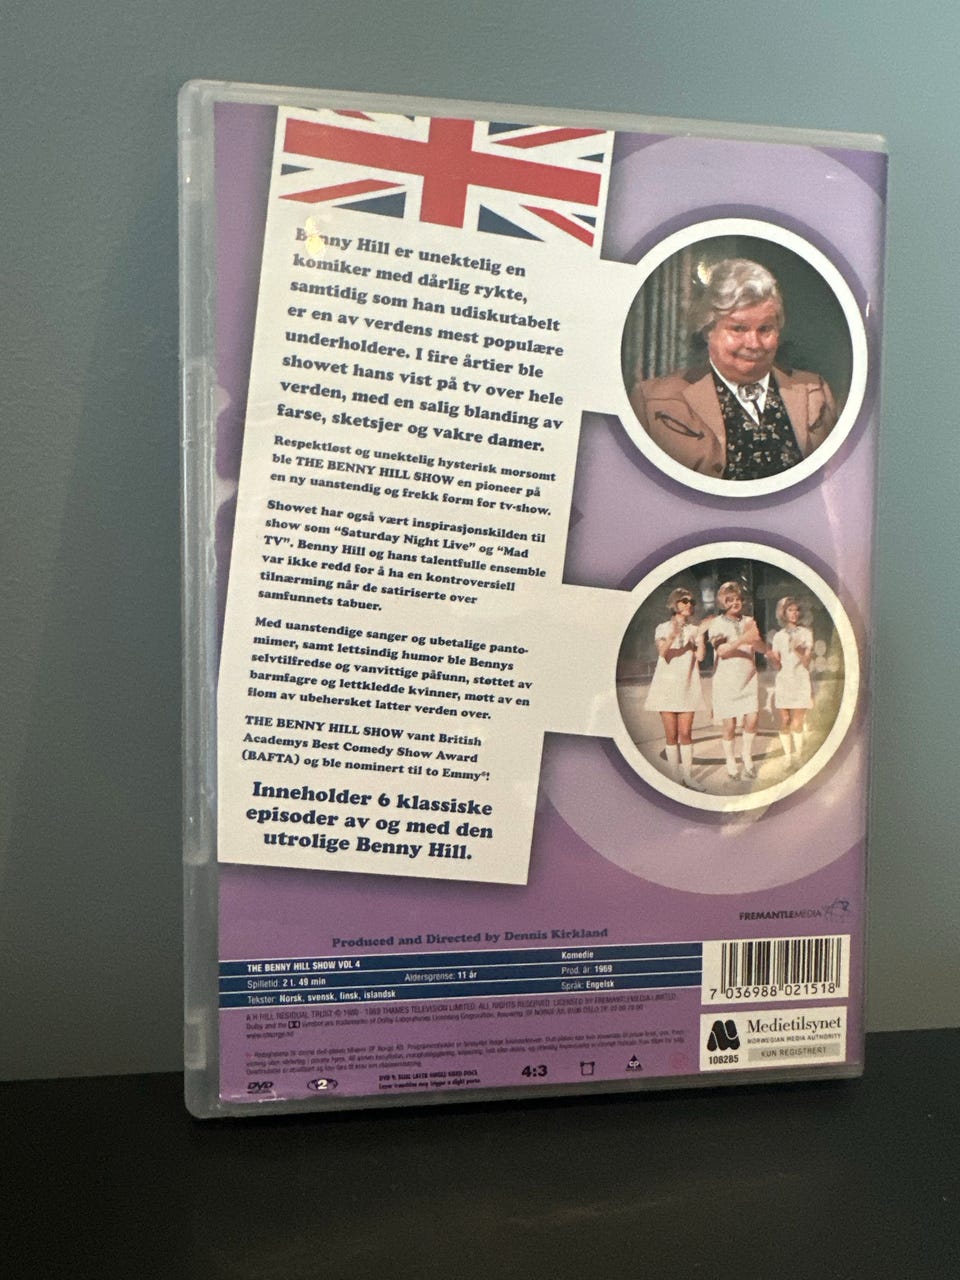 Benny Hill er unektelig en
komiker med dårlig rykte,
samtidig som han udiskutabelt
er en av verdens mest populære
underholdere. I fire årtier ble
showet hans vist på tv over hele
verden, med en salig blanding av
farse, sketsjer og vakre damer.
Respektløst og unektelig hysterisk morsomt
ble THE BENNY HILL SHOW en pioner på
en ny uanstendig og frekk form for tv-show.
Showet har også vært inspirasjonskilden til
show som "Saturday Night Live" og "Mad
TV". Benny Hill og hans talentfulle ensemble
var ikke redd for å ha en kontroversiell
tilnærming når de satiriserte over
samfunnets tabuer.
Med uanstendige sanger og ubetalige panto-
mimer, samt lettsindig humor ble Bennys
selvtilfredse og vanvittige påfunn, støttet av
barmfagre og lettkledde kvinner, møtt av en
flom av ubehersket latter verden over.
THE BENNY HILL SHOW vant British
Academys Best Comedy Show Award
(BAFTA) og ble nominert til to Emmy®!
Inneholder 6 klassiske
episoder av og med den
utrolige Benny Hill.
FREMANTLEMEDIA
Produced and Directed by Dennis Kirkland
THE BENNY HILL SHOW VOL 4
Komedie
Spilletid: 2 t. 49 min
Aldersgrense: 11 år
Prod. år 1969
Tekster: Norsk, svensk, finsk, islandsk
Språk: Engelsk
7 036988 021518
Medietilsynet
NORWEGIAN MEDIA AUTHORITY
108285
KUN REGISTRERT
DVD
2
4:3